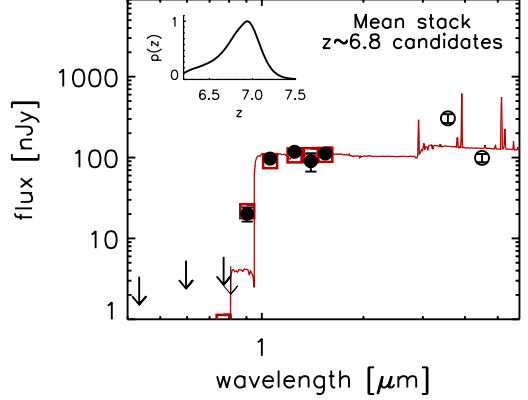 Mean stack
z~6.8 candidates
1
p(z)
0
6.5 7.0 7.5
z
1000
100
10
1
flux [nJy]
1
wavelength [μm]